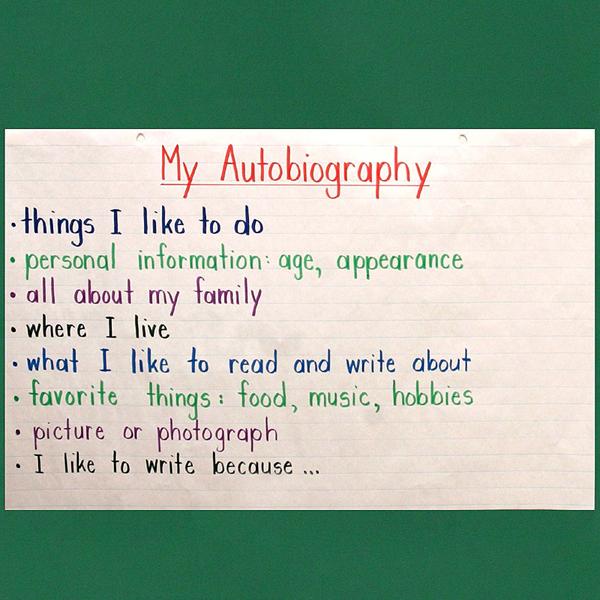 My Autobiography
· things I like to do
· personal information: age, appearance
· all about my family
· where I live
· what I like to read and write about
· favorite things: food, music, hobbies
· picture or photograph
· I like to write because ...